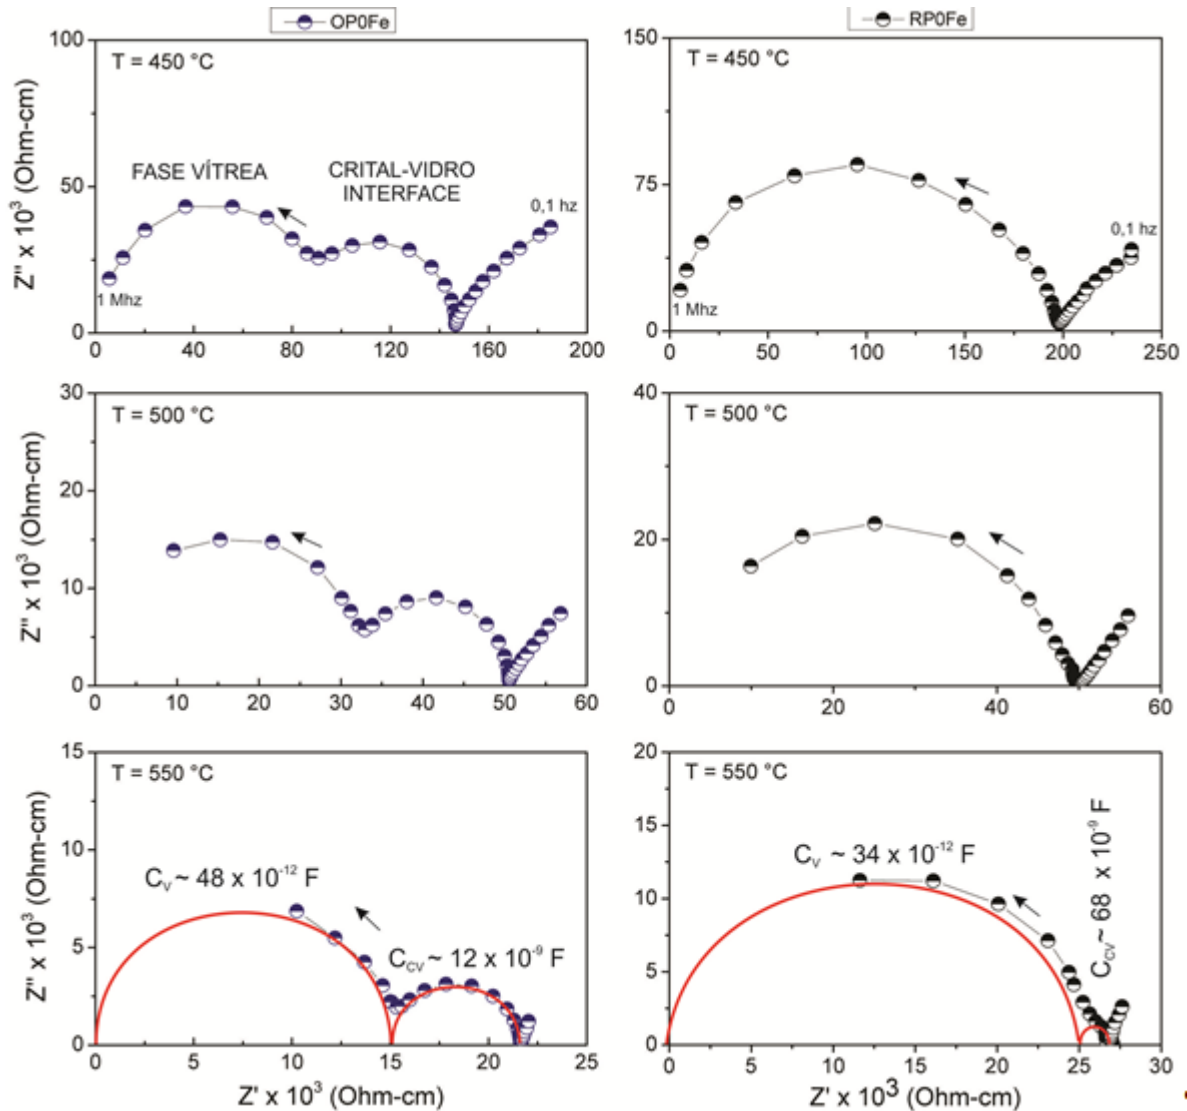 OP0Fe
100
50
0
Z'' x 10³ (Ohm-cm)
T = 450 °C
FASE VÍTREA
CRITAL-VIDRO
INTERFACE
0,1 hz
1 Mhz
0 40 80 120 160 200
RP0Fe
150
75
0
T = 450 °C
0,1 hz
1 Mhz
0 50 100 150 200 250
30
15
0
Z'' x 10³ (Ohm-cm)
T = 500 °C
0 10 20 30 40 50 60
40
20
0
T = 500 °C
0 20 40 60
15
10
5
0
Z'' x 10³ (Ohm-cm)
T = 550 °C
C_V ~ 48 x 10⁻¹² F
C_CV ~ 12 x 10⁻⁹ F
0 5 10 15 20 25
Z' x 10³ (Ohm-cm)
20
15
10
5
0
T = 550 °C
C_V ~ 34 x 10⁻¹² F
C_CV ~ 68 x 10⁻⁹ F
0 5 10 15 20 25 30
Z' x 10³ (Ohm-cm)